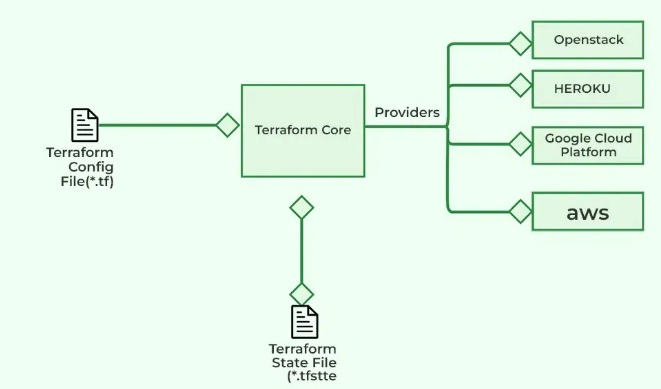 Openstack
HEROKU
Providers
Terraform Core
Google Cloud
Platform
Terraform
Config
File(*.tf)
aws
Terraform
State File
(*.tfstte